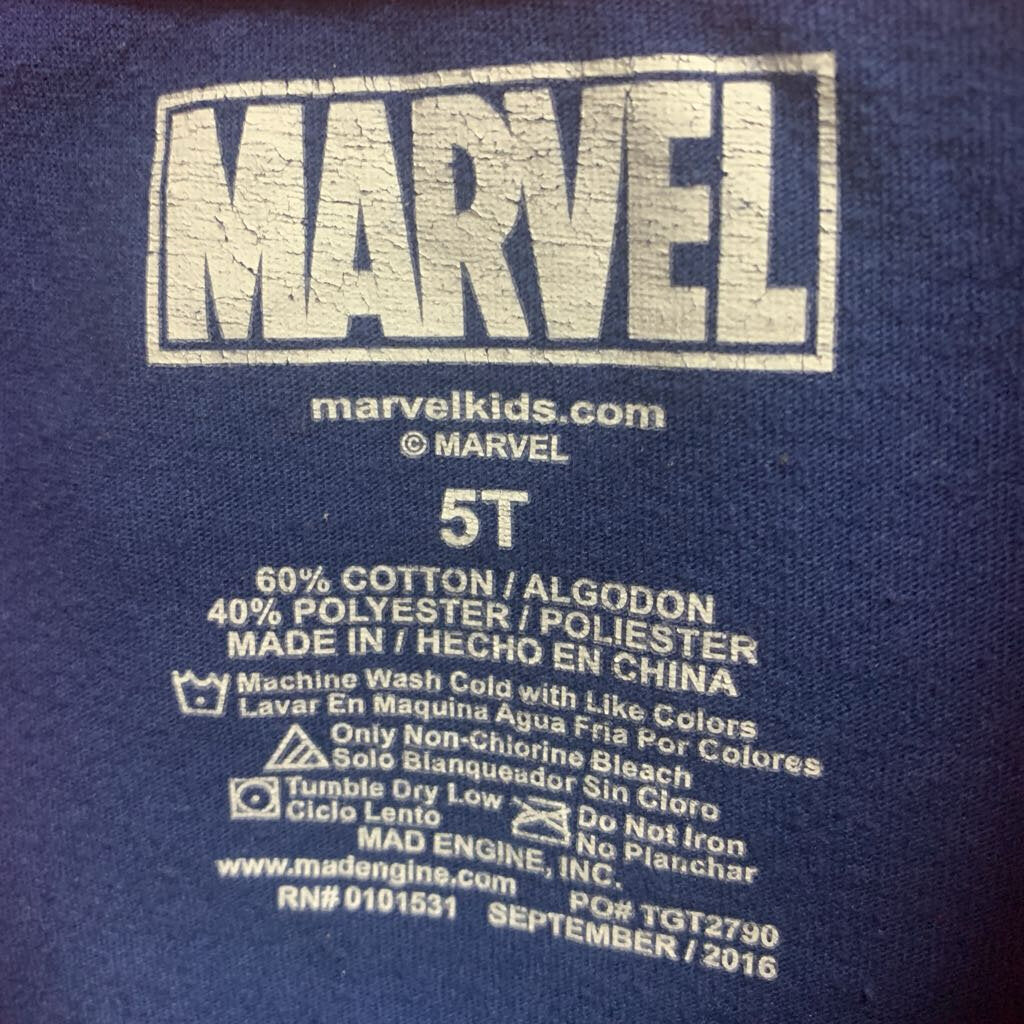 MARVEL
marvelkids.com
© MARVEL
5T
60% COTTON / ALGODON
40% POLYESTER / POLIESTER
MADE IN / HECHO EN CHINA
Machine Wash Cold with Like Colors
Lavar En Maquina Agua Fria Por Colores
Only Non-Chlorine Bleach
Solo Blanqueador Sin Cloro
Tumble Dry Low
Ciclo Lento
Do Not Iron
No Planchar
MAD ENGINE, INC.
www.madengine.com
PO# TGT2790
RN# 0101531
SEPTEMBER / 2016